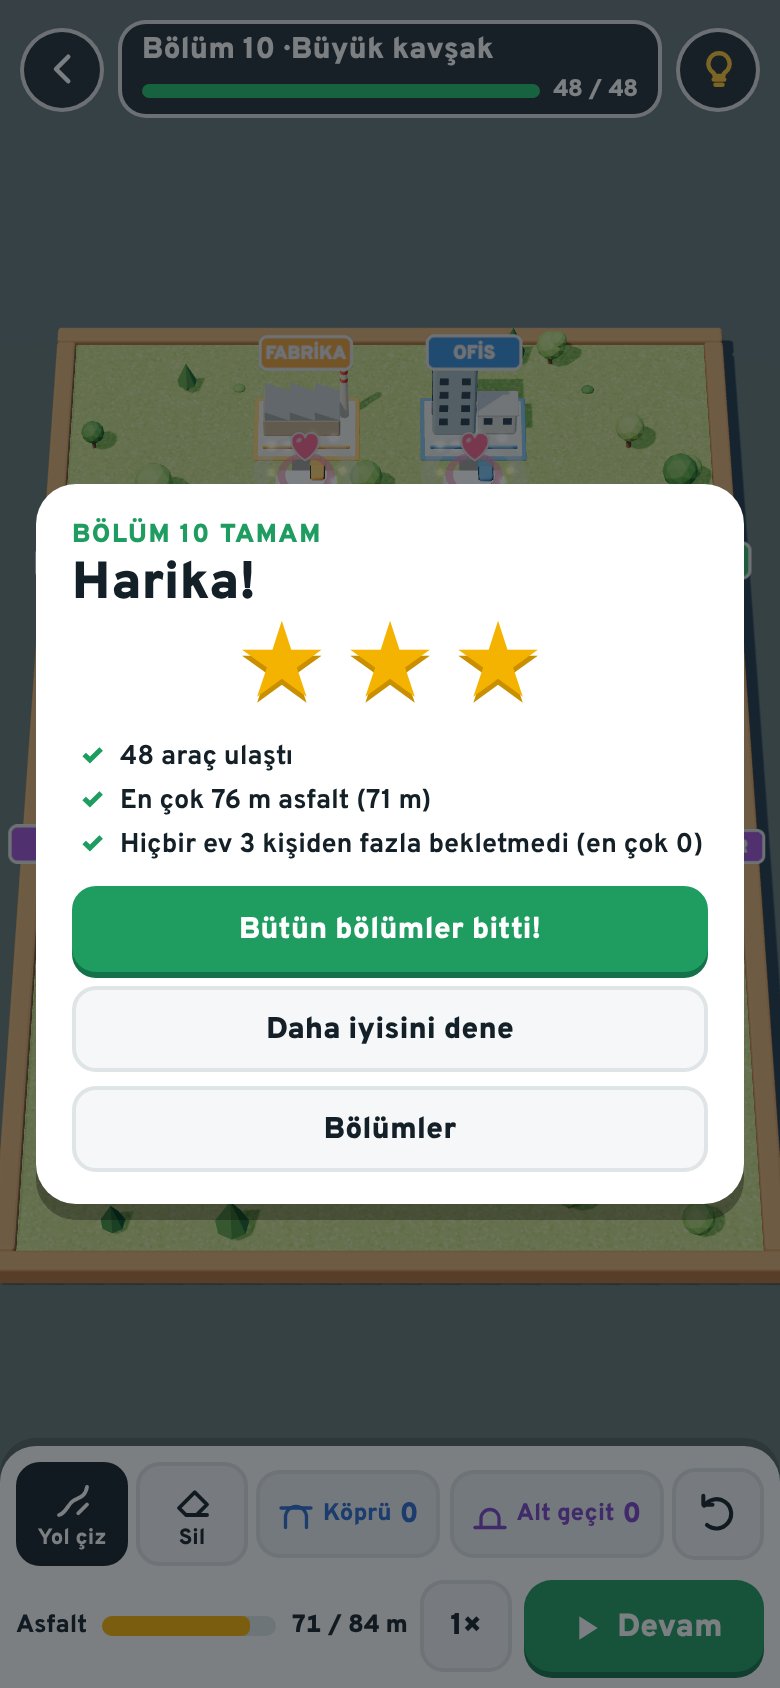 Bölüm 10 ·Büyük kavşak
48 / 48
FABRİKA
OFİS
BÖLÜM 10 TAMAM
Harika!
48 araç ulaştı
En çok 76 m asfalt (71 m)
Hiçbir ev 3 kişiden fazla bekletmedi (en çok 0)
Bütün bölümler bitti!
Daha iyisini dene
Bölümler
Yol çiz
Sil
Köprü 0
Alt geçit 0
Asfalt
71 / 84 m
1×
Devam